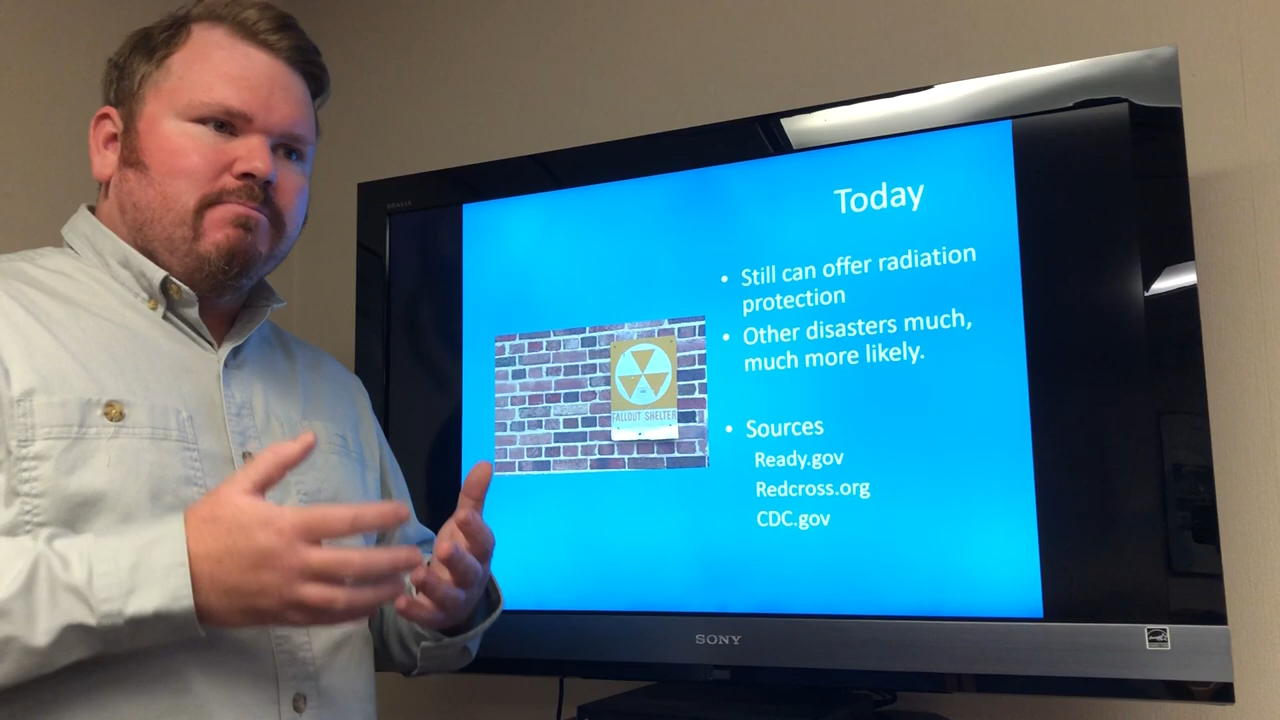 BRAVIA
Today
• Still can offer radiation
protection
• Other disasters much,
much more likely.
FALLOUT SHELTER
• Sources
Ready.gov
Redcross.org
CDC.gov
SONY